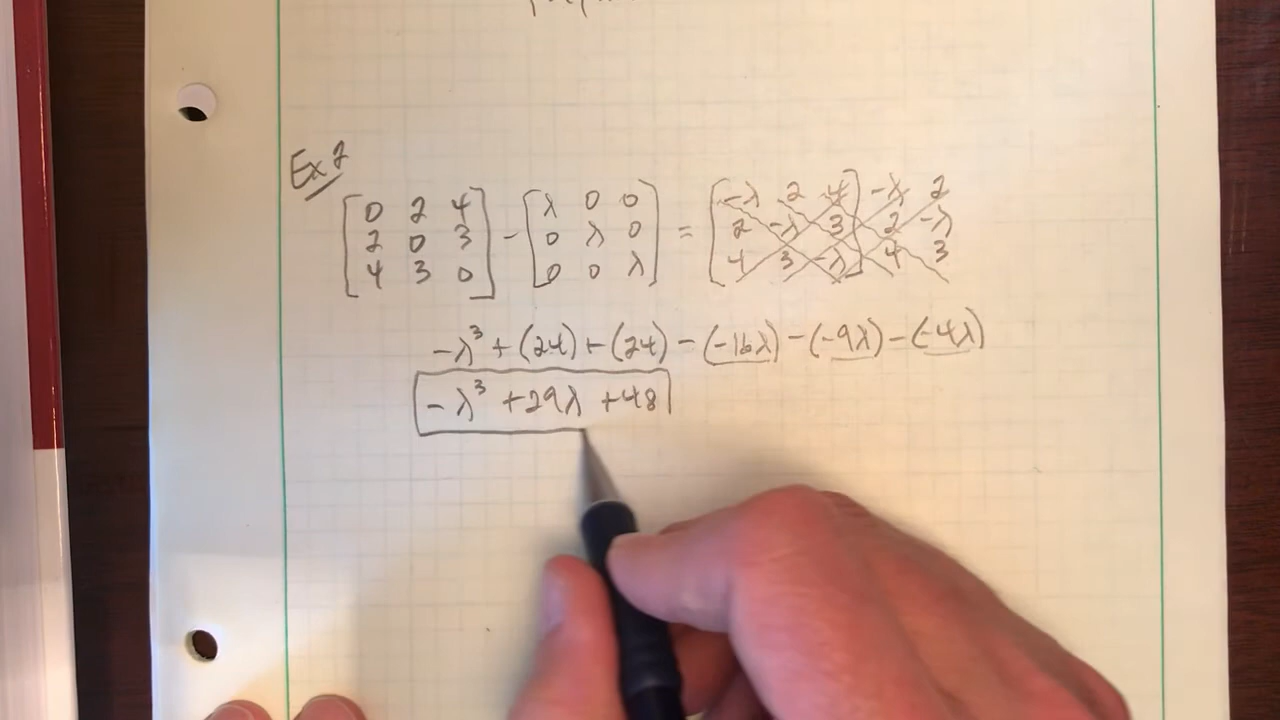 Ex 2
[0 2 4] - [λ 0 0] = [-λ 2 4] -λ 2
[2 0 3] [0 λ 0] [2 -λ 3] 2 -λ
[4 3 0] [0 0 λ] [4 3 -λ] 4 3
-λ³ + (24) + (24) - (-16λ) - (-9λ) - (-4λ)
-λ³ + 29λ + 48